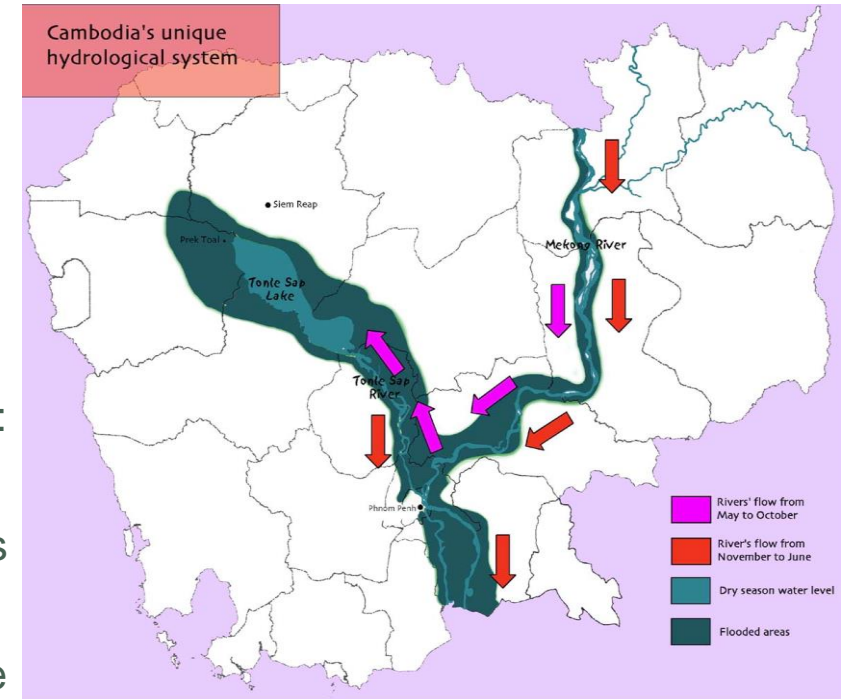 Cambodia's unique
hydrological system
Siem Reap
Prek Toal
Tonle Sap
Lake
Mekong River
Tonle Sap
River
Phnom Penh
Rivers' flow from
May to October
River's flow from
November to June
Dry season water level
Flooded areas